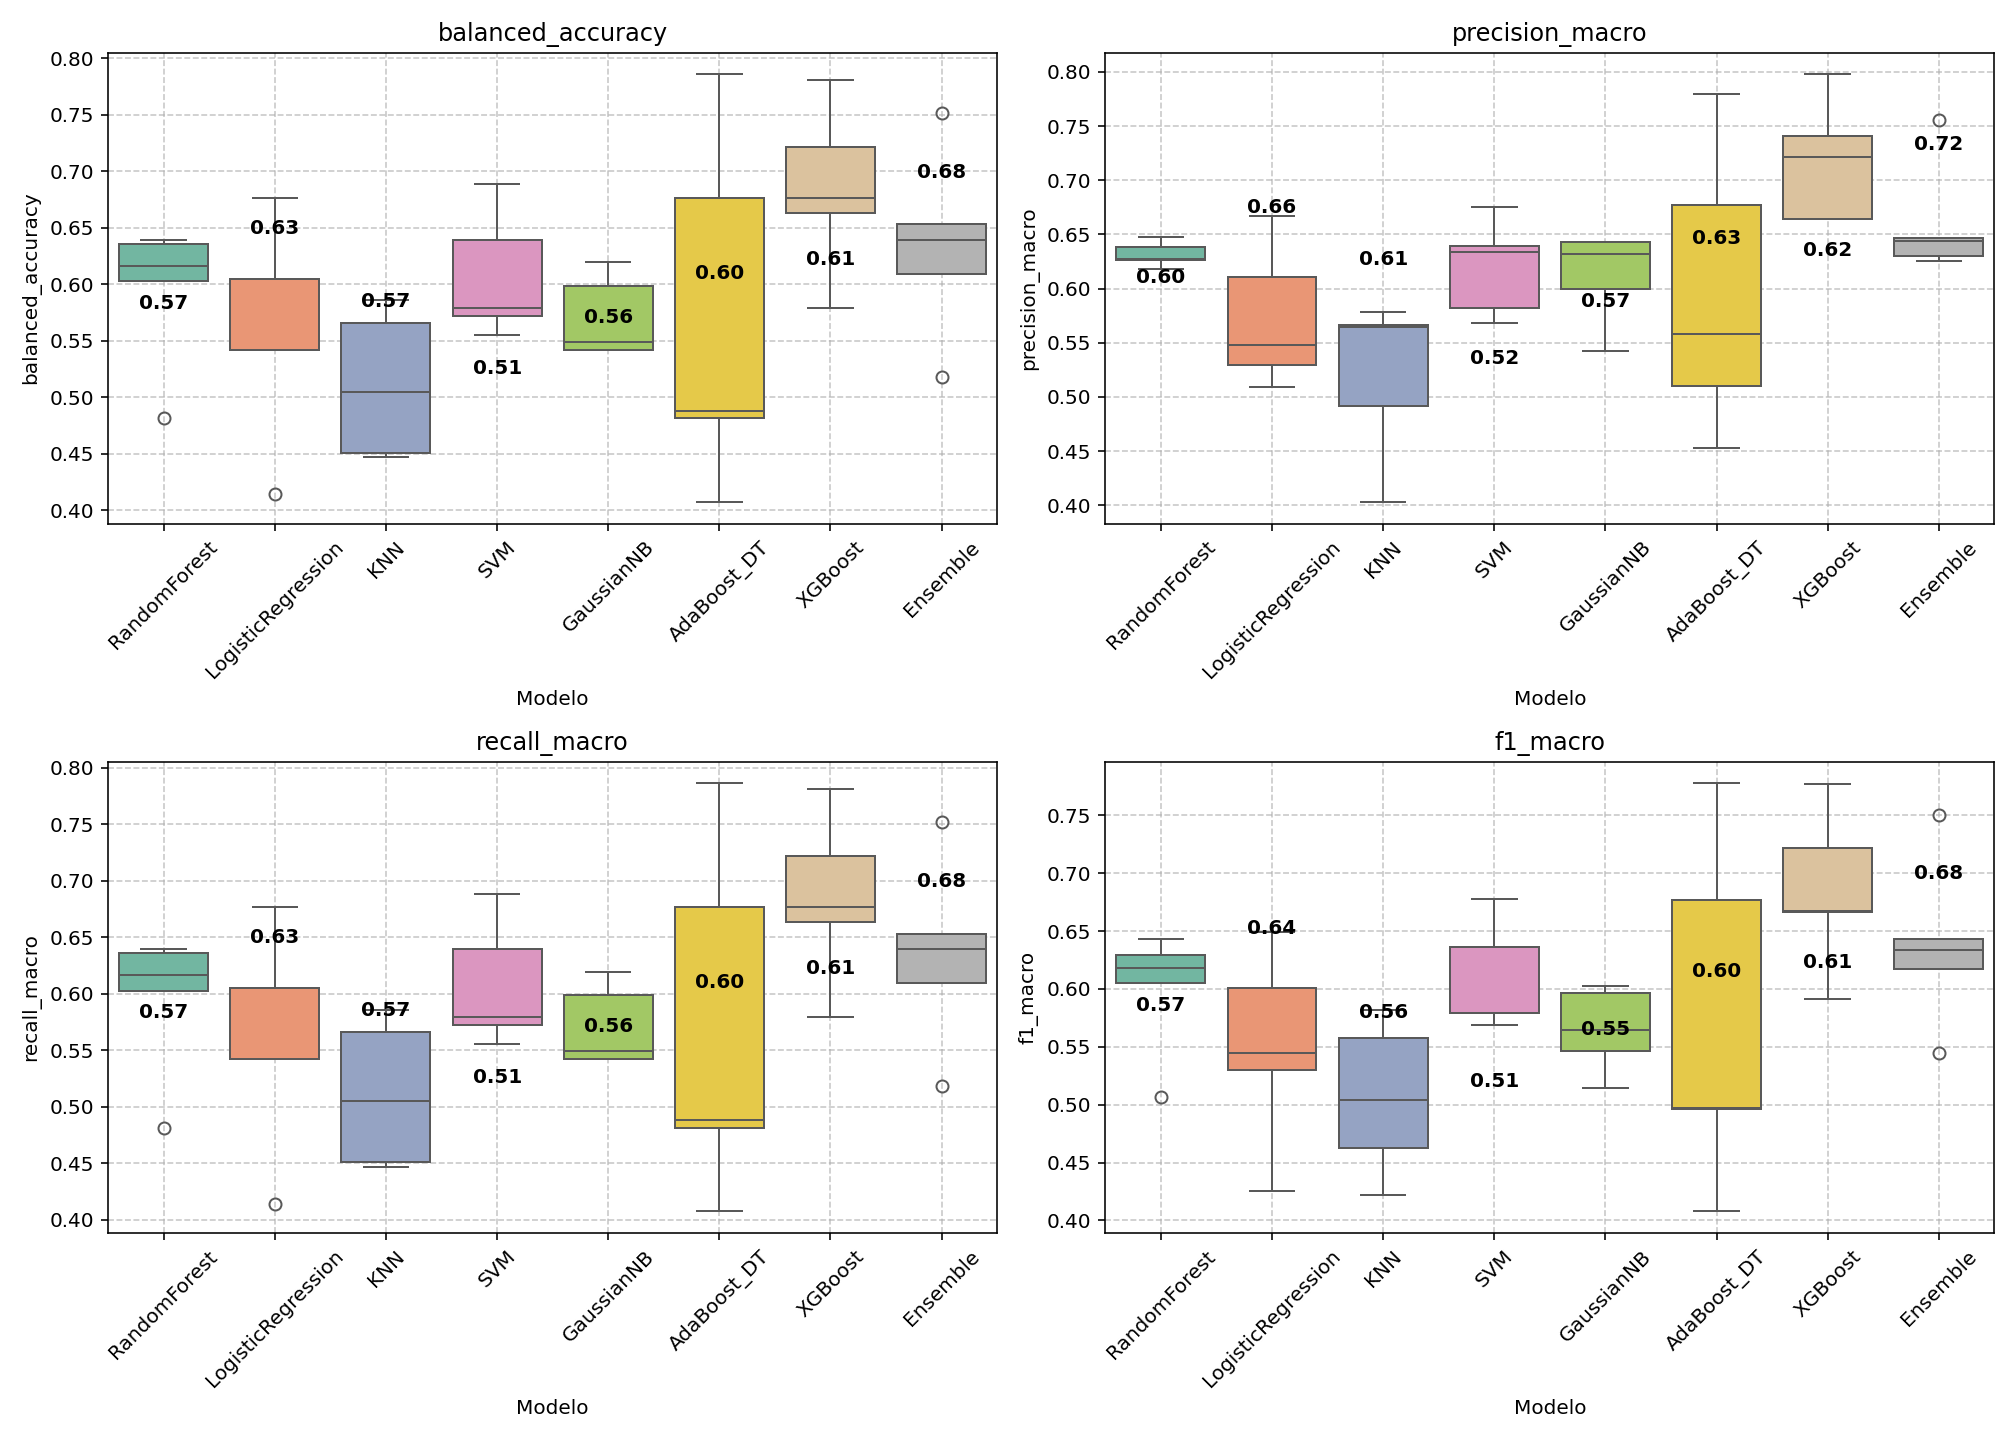 balanced_accuracy
balanced_accuracy
0.80
0.75
0.70
0.65
0.60
0.55
0.50
0.45
0.40
0.57
0.63
0.57
0.51
0.56
0.60
0.61
0.68
RandomForest
LogisticRegression
KNN
SVM
GaussianNB
AdaBoost_DT
XGBoost
Ensemble
Modelo
precision_macro
precision_macro
0.80
0.75
0.70
0.65
0.60
0.55
0.50
0.45
0.40
0.60
0.66
0.61
0.52
0.57
0.63
0.62
0.72
RandomForest
LogisticRegression
KNN
SVM
GaussianNB
AdaBoost_DT
XGBoost
Ensemble
Modelo
recall_macro
recall_macro
0.80
0.75
0.70
0.65
0.60
0.55
0.50
0.45
0.40
0.57
0.63
0.57
0.51
0.56
0.60
0.61
0.68
RandomForest
LogisticRegression
KNN
SVM
GaussianNB
AdaBoost_DT
XGBoost
Ensemble
Modelo
f1_macro
f1_macro
0.75
0.70
0.65
0.60
0.55
0.50
0.45
0.40
0.57
0.64
0.56
0.51
0.55
0.60
0.61
0.68
RandomForest
LogisticRegression
KNN
SVM
GaussianNB
AdaBoost_DT
XGBoost
Ensemble
Modelo